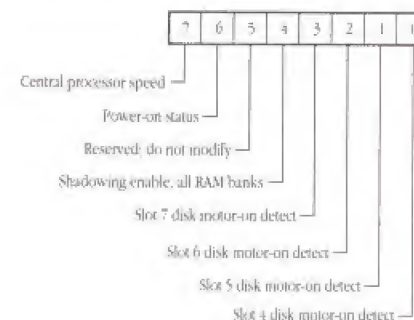 7 6 5 4 3 2 1
Central processor speed
Power-on status
Reserved; do not modify
Shadowing enable, all RAM banks
Slot 7 disk motor-on detect
Slot 6 disk motor-on detect
Slot 5 disk motor-on detect
Slot 4 disk motor-on detect